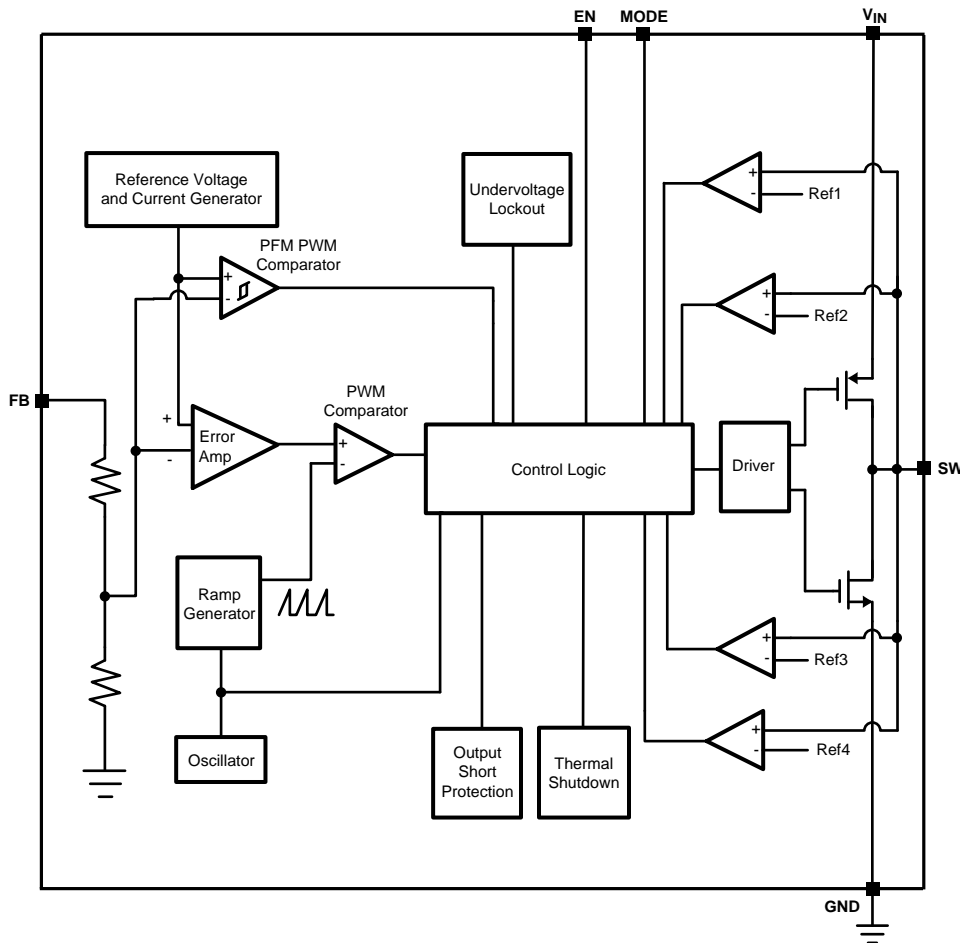 EN
MODE
VIN
Reference Voltage
and Current Generator
Undervoltage
Lockout
+
-
Ref1
PFM PWM
Comparator
+
-
+
-
Ref2
FB
PWM
Comparator
+
-
Error
Amp
+
-
Control Logic
Driver
SW
Ramp
Generator
+
-
Ref3
Oscillator
Output
Short
Protection
Thermal
Shutdown
+
-
Ref4
GND